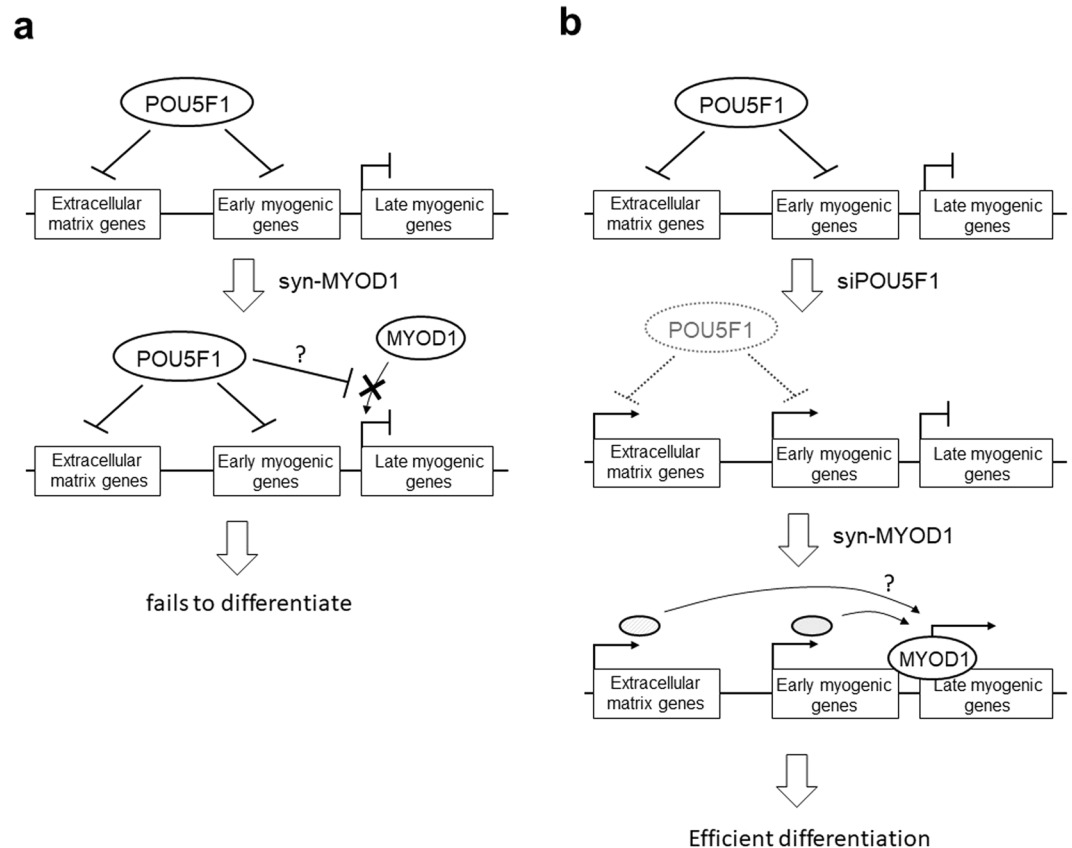 a
POU5F1
Extracellular
matrix genes
Early myogenic
genes
Late myogenic
genes
syn-MYOD1
POU5F1
?
MYOD1
Extracellular
matrix genes
Early myogenic
genes
Late myogenic
genes
fails to differentiate
b
POU5F1
Extracellular
matrix genes
Early myogenic
genes
Late myogenic
genes
siPOU5F1
POU5F1
Extracellular
matrix genes
Early myogenic
genes
Late myogenic
genes
syn-MYOD1
?
MYOD1
Extracellular
matrix genes
Early myogenic
genes
Late myogenic
genes
Efficient differentiation